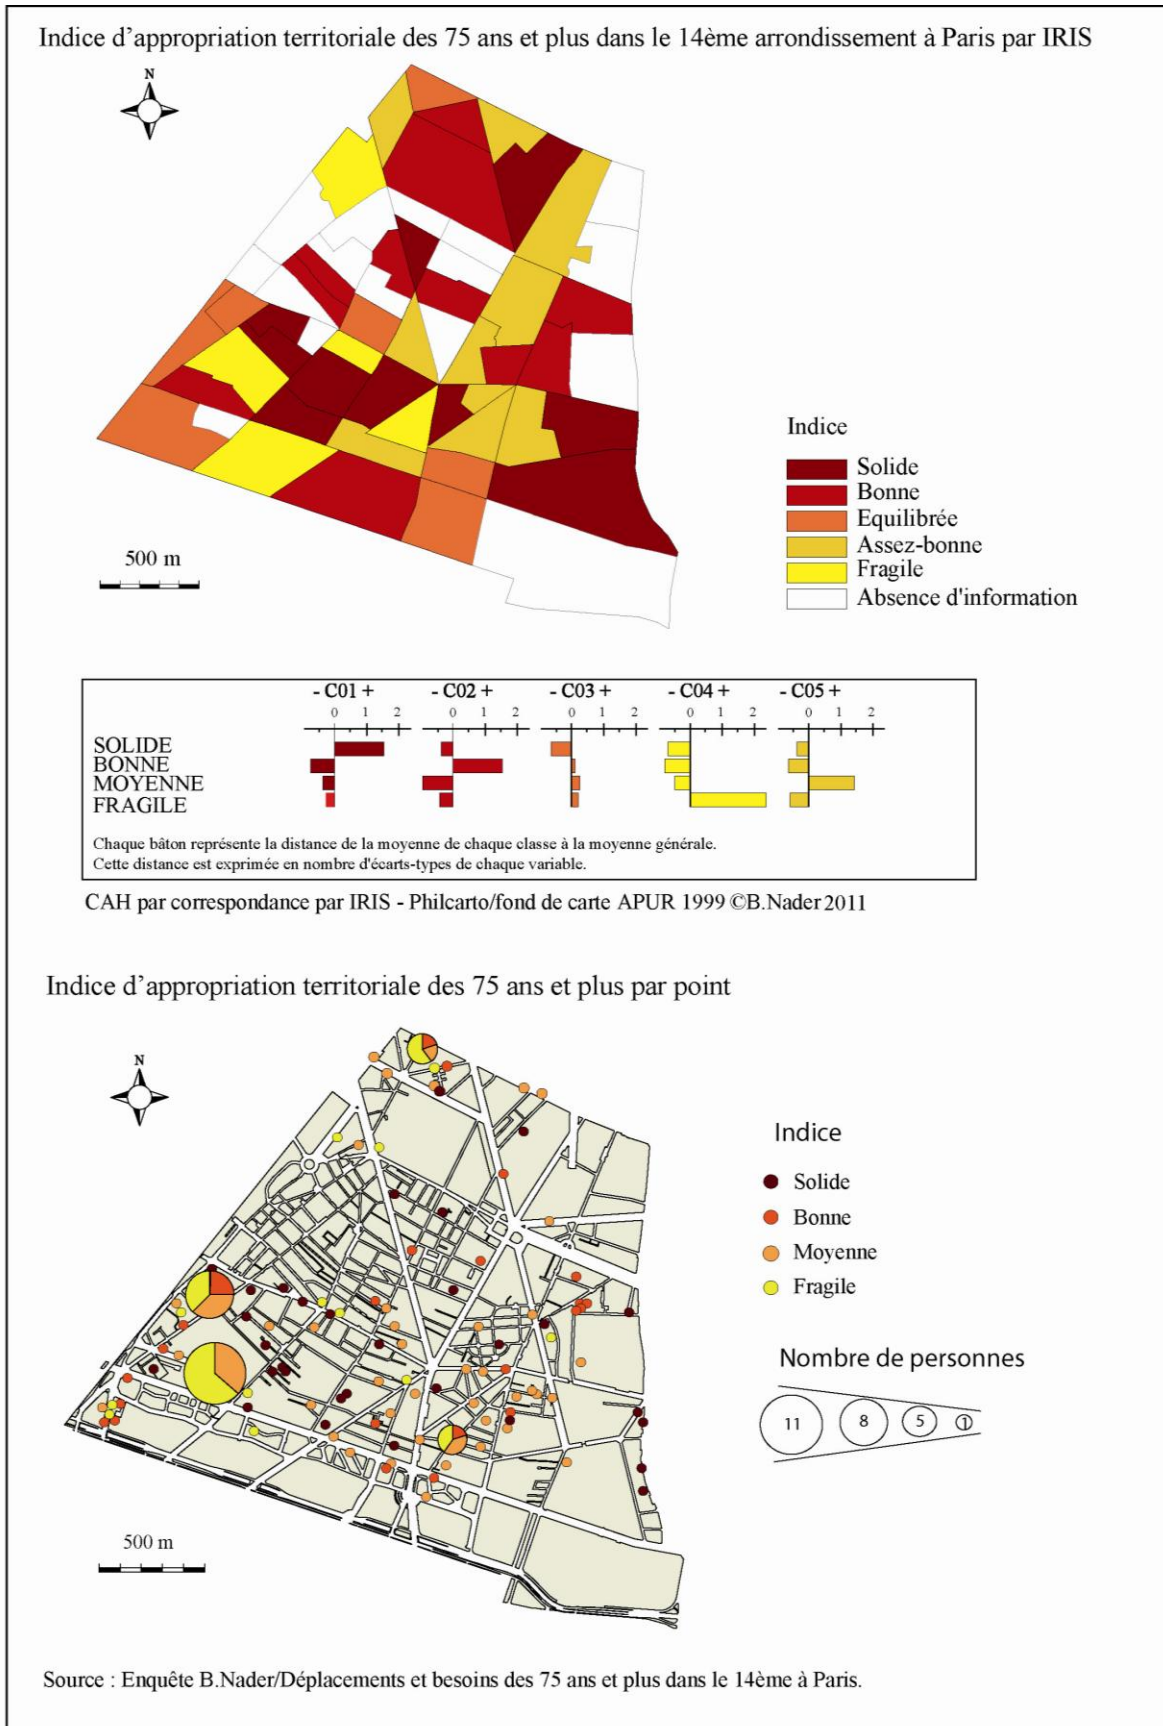 Indice d'appropriation territoriale des 75 ans et plus dans le 14ème arrondissement à Paris par IRIS
N
Indice
Solide
Bonne
Equilibrée
Assez-bonne
Fragile
Absence d'information
500 m
- C01 + - C02 + - C03 + - C04 + - C05 +
0 1 2 0 1 2 0 1 2 0 1 2 0 1 2
SOLIDE
BONNE
MOYENNE
FRAGILE
Chaque bâton représente la distance de la moyenne de chaque classe à la moyenne générale.
Cette distance est exprimée en nombre d'écarts-types de chaque variable.
CAH par correspondance par IRIS - Philcarto/fond de carte APUR 1999 ©B.Nader 2011
Indice d'appropriation territoriale des 75 ans et plus par point
N
Indice
Solide
Bonne
Moyenne
Fragile
Nombre de personnes
11 8 5 1
500 m
Source : Enquête B.Nader/Déplacements et besoins des 75 ans et plus dans le 14ème à Paris.